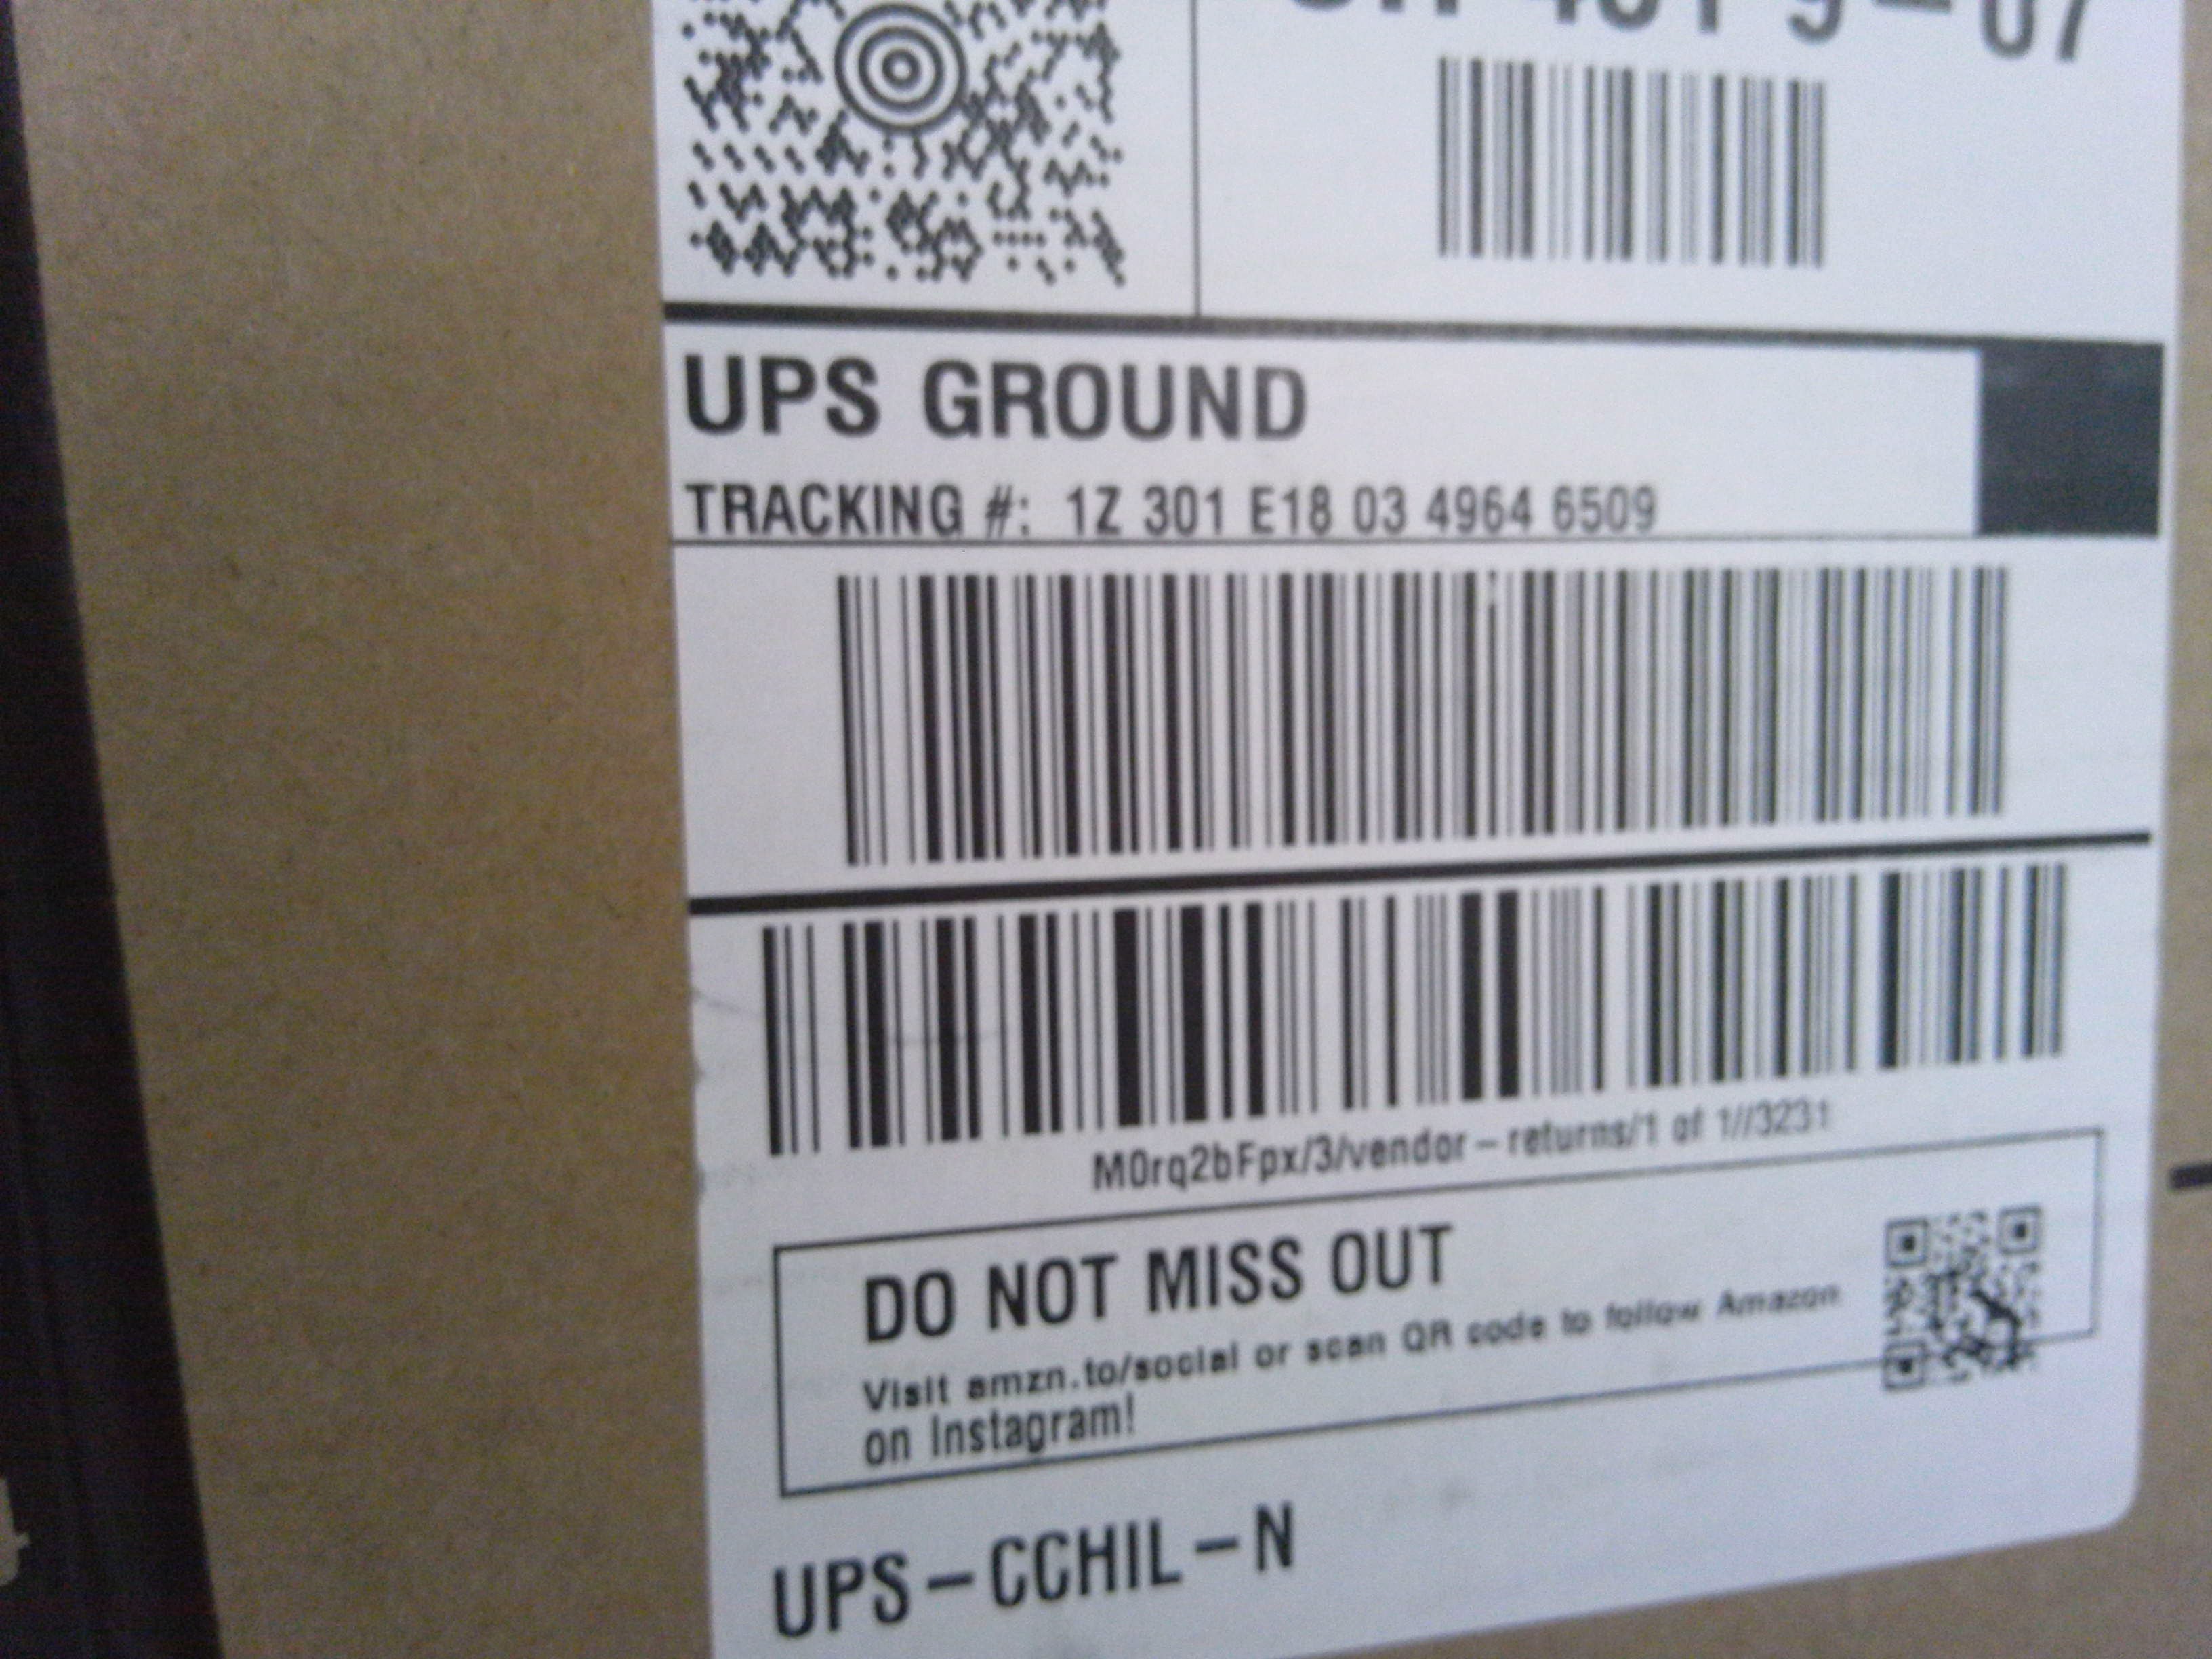 UPS GROUND
TRACKING #: 1Z 301 E18 03 4964 6509
M0rq2bFpx/3/vendor-returns/1 of 1//3231
DO NOT MISS OUT
Visit amzn.to/social or scan QR code to follow Amazon
on Instagram!
UPS-CCHIL-N